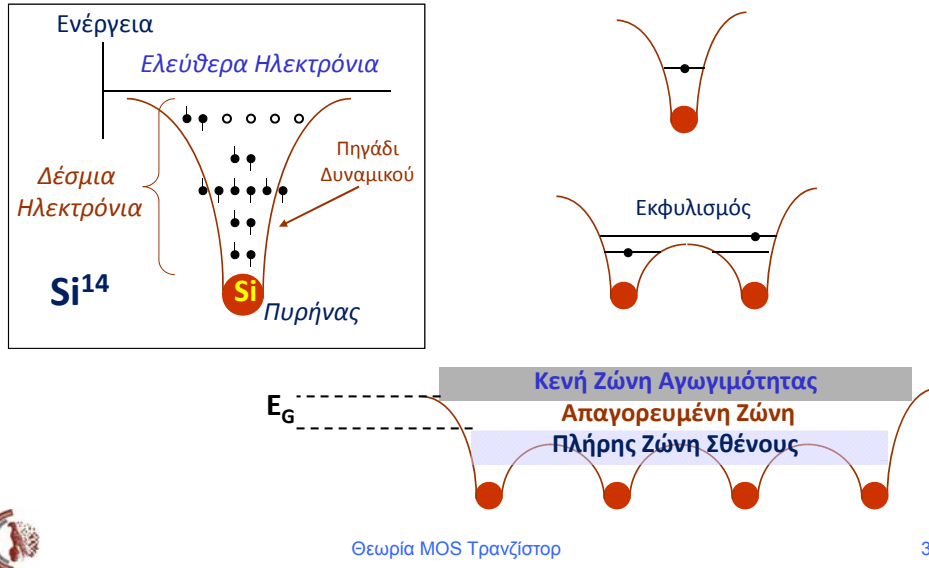 Ενέργεια
Ελεύθερα Ηλεκτρόνια
Πηγάδι
Δυναμικού
Δέσμια
Ηλεκτρόνια
Si¹⁴
Si
Πυρήνας
Εκφυλισμός
E_G
Κενή Ζώνη Αγωγιμότητας
Απαγορευμένη Ζώνη
Πλήρης Ζώνη Σθένους
Θεωρία MOS Τρανζίστορ
3